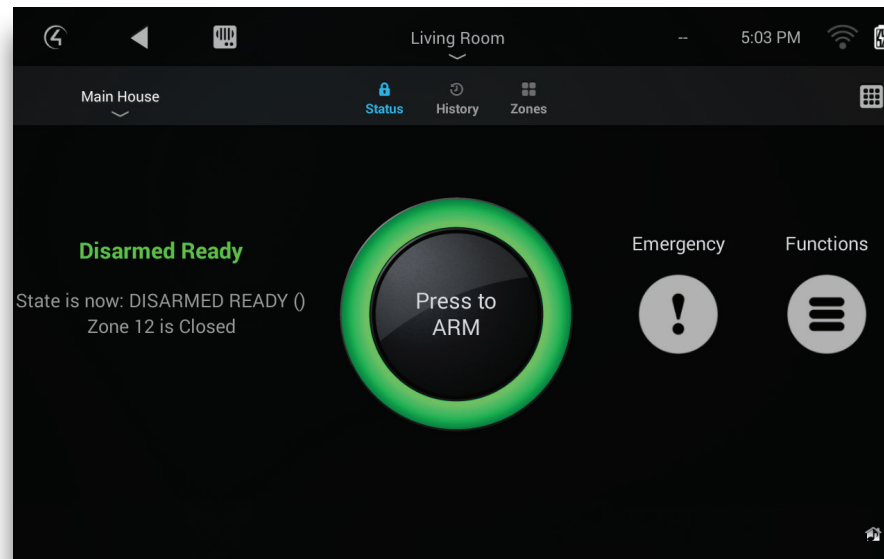 Living Room
--
5:03 PM
Main House
Status
History
Zones
Disarmed Ready
State is now: DISARMED READY ()
Zone 12 is Closed
Press to
ARM
Emergency
!
Functions